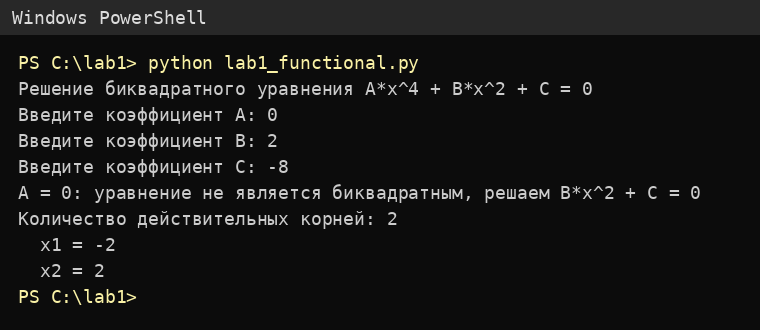 Windows PowerShell
PS C:\lab1> python lab1_functional.py
Решение биквадратного уравнения A*x^4 + B*x^2 + C = 0
Введите коэффициент A: 0
Введите коэффициент B: 2
Введите коэффициент C: -8
A = 0: уравнение не является биквадратным, решаем B*x^2 + C = 0
Количество действительных корней: 2
  x1 = -2
  x2 = 2
PS C:\lab1>